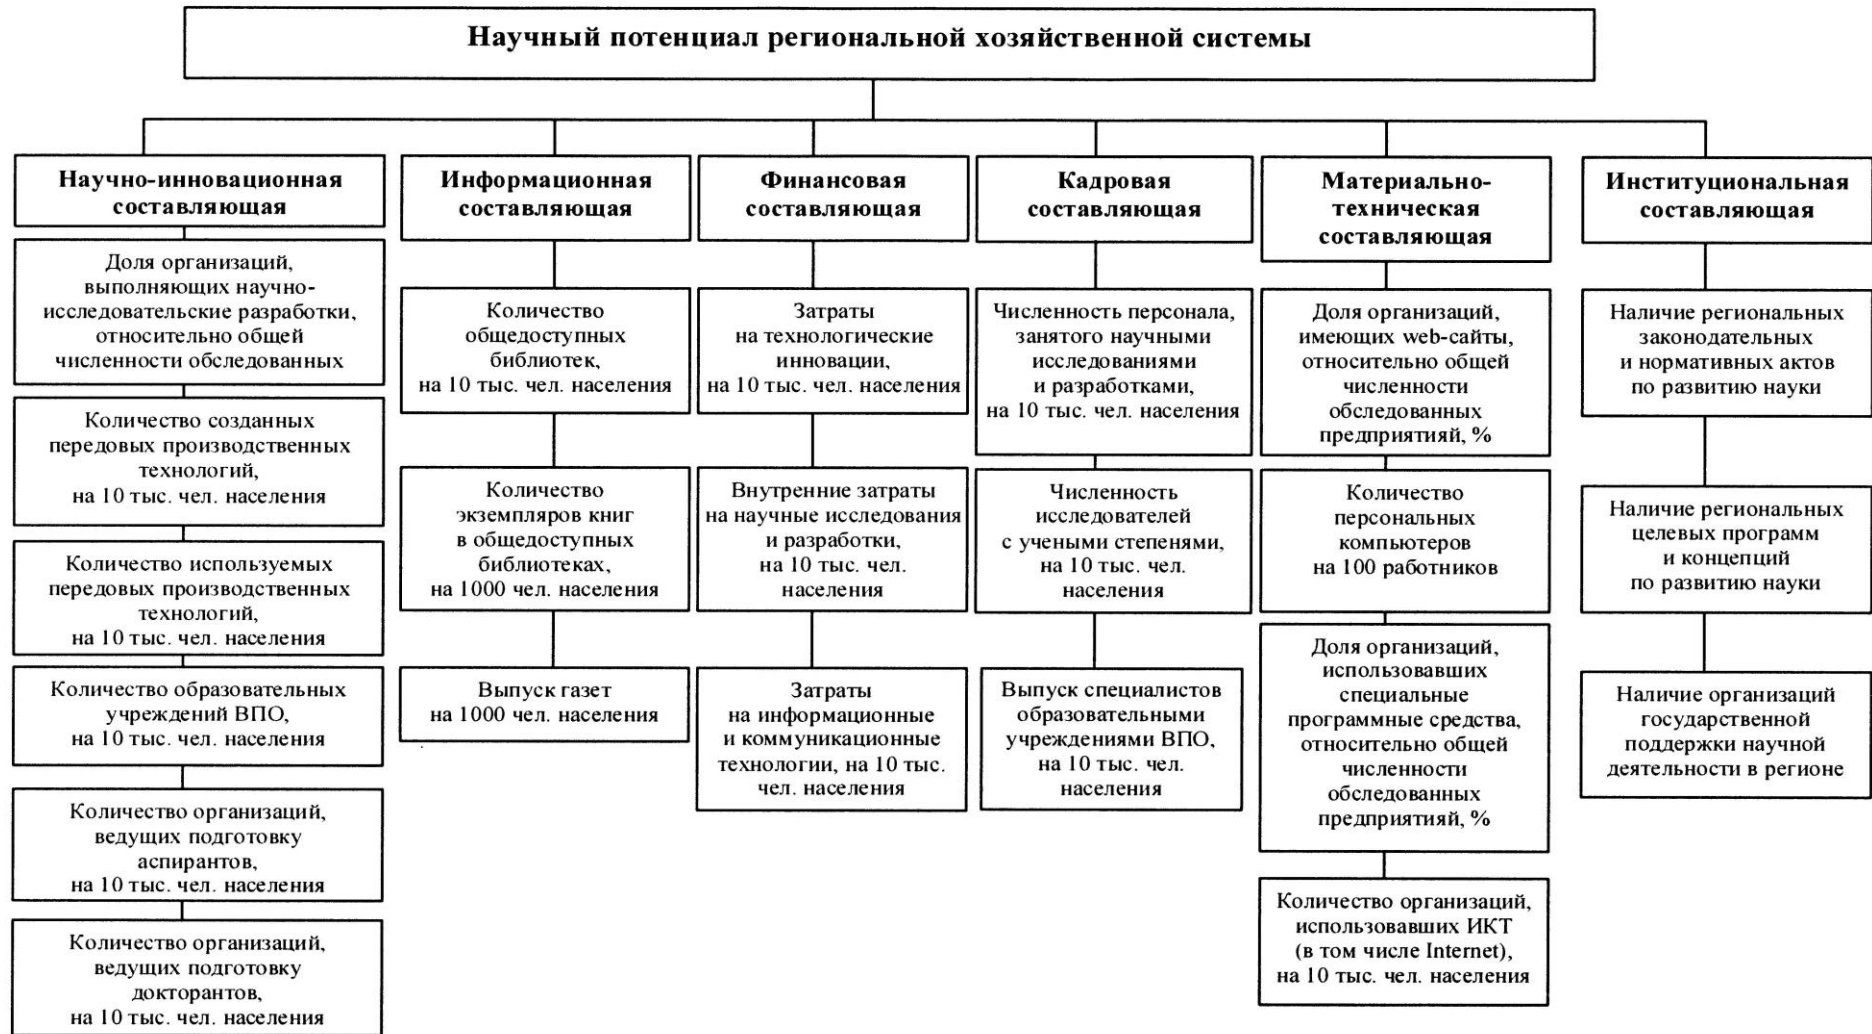 Научный потенциал региональной хозяйственной системы
Научно-инновационная
составляющая
Доля организаций,
выполняющих научно-
исследовательские разработки,
относительно общей
численности обследованных
Количество созданных
передовых производственных
технологий,
на 10 тыс. чел. населения
Количество используемых
передовых производственных
технологий,
на 10 тыс. чел. населения
Количество образовательных
учреждений ВПО,
на 10 тыс. чел. населения
Количество организаций,
ведущих подготовку
аспирантов,
на 10 тыс. чел. населения
Количество организаций,
ведущих подготовку
докторантов,
на 10 тыс. чел. населения
Информационная
составляющая
Количество
общедоступных
библиотек,
на 10 тыс. чел. населения
Количество
экземпляров книг
в общедоступных
библиотеках,
на 1000 чел. населения
Выпуск газет
на 1000 чел. населения
Финансовая
составляющая
Затраты
на технологические
инновации,
на 10 тыс. чел. населения
Внутренние затраты
на научные исследования
и разработки,
на 10 тыс. чел.
населения
Затраты
на информационные
и коммуникационные
технологии, на 10 тыс.
чел. населения
Кадровая
составляющая
Численность персонала,
занятого научными
исследованиями
и разработками,
на 10 тыс. чел. населения
Численность
исследователей
с учеными степенями,
на 10 тыс. чел.
населения
Выпуск специалистов
образовательными
учреждениями ВПО,
на 10 тыс. чел.
населения
Материально-
техническая
составляющая
Доля организаций,
имеющих web-сайты,
относительно общей
численности
обследованных
предприятияй, %
Количество
персональных
компьютеров
на 100 работников
Доля организаций,
использовавших
специальные
программные средства,
относительно общей
численности
обследованных
предприятияй, %
Количество организаций,
использовавших ИКТ
(в том числе Internet),
на 10 тыс. чел. населения
Институциональная
составляющая
Наличие региональных
законодательных
и нормативных актов
по развитию науки
Наличие региональных
целевых программ
и концепций
по развитию науки
Наличие организаций
государственной
поддержки научной
деятельности в регионе